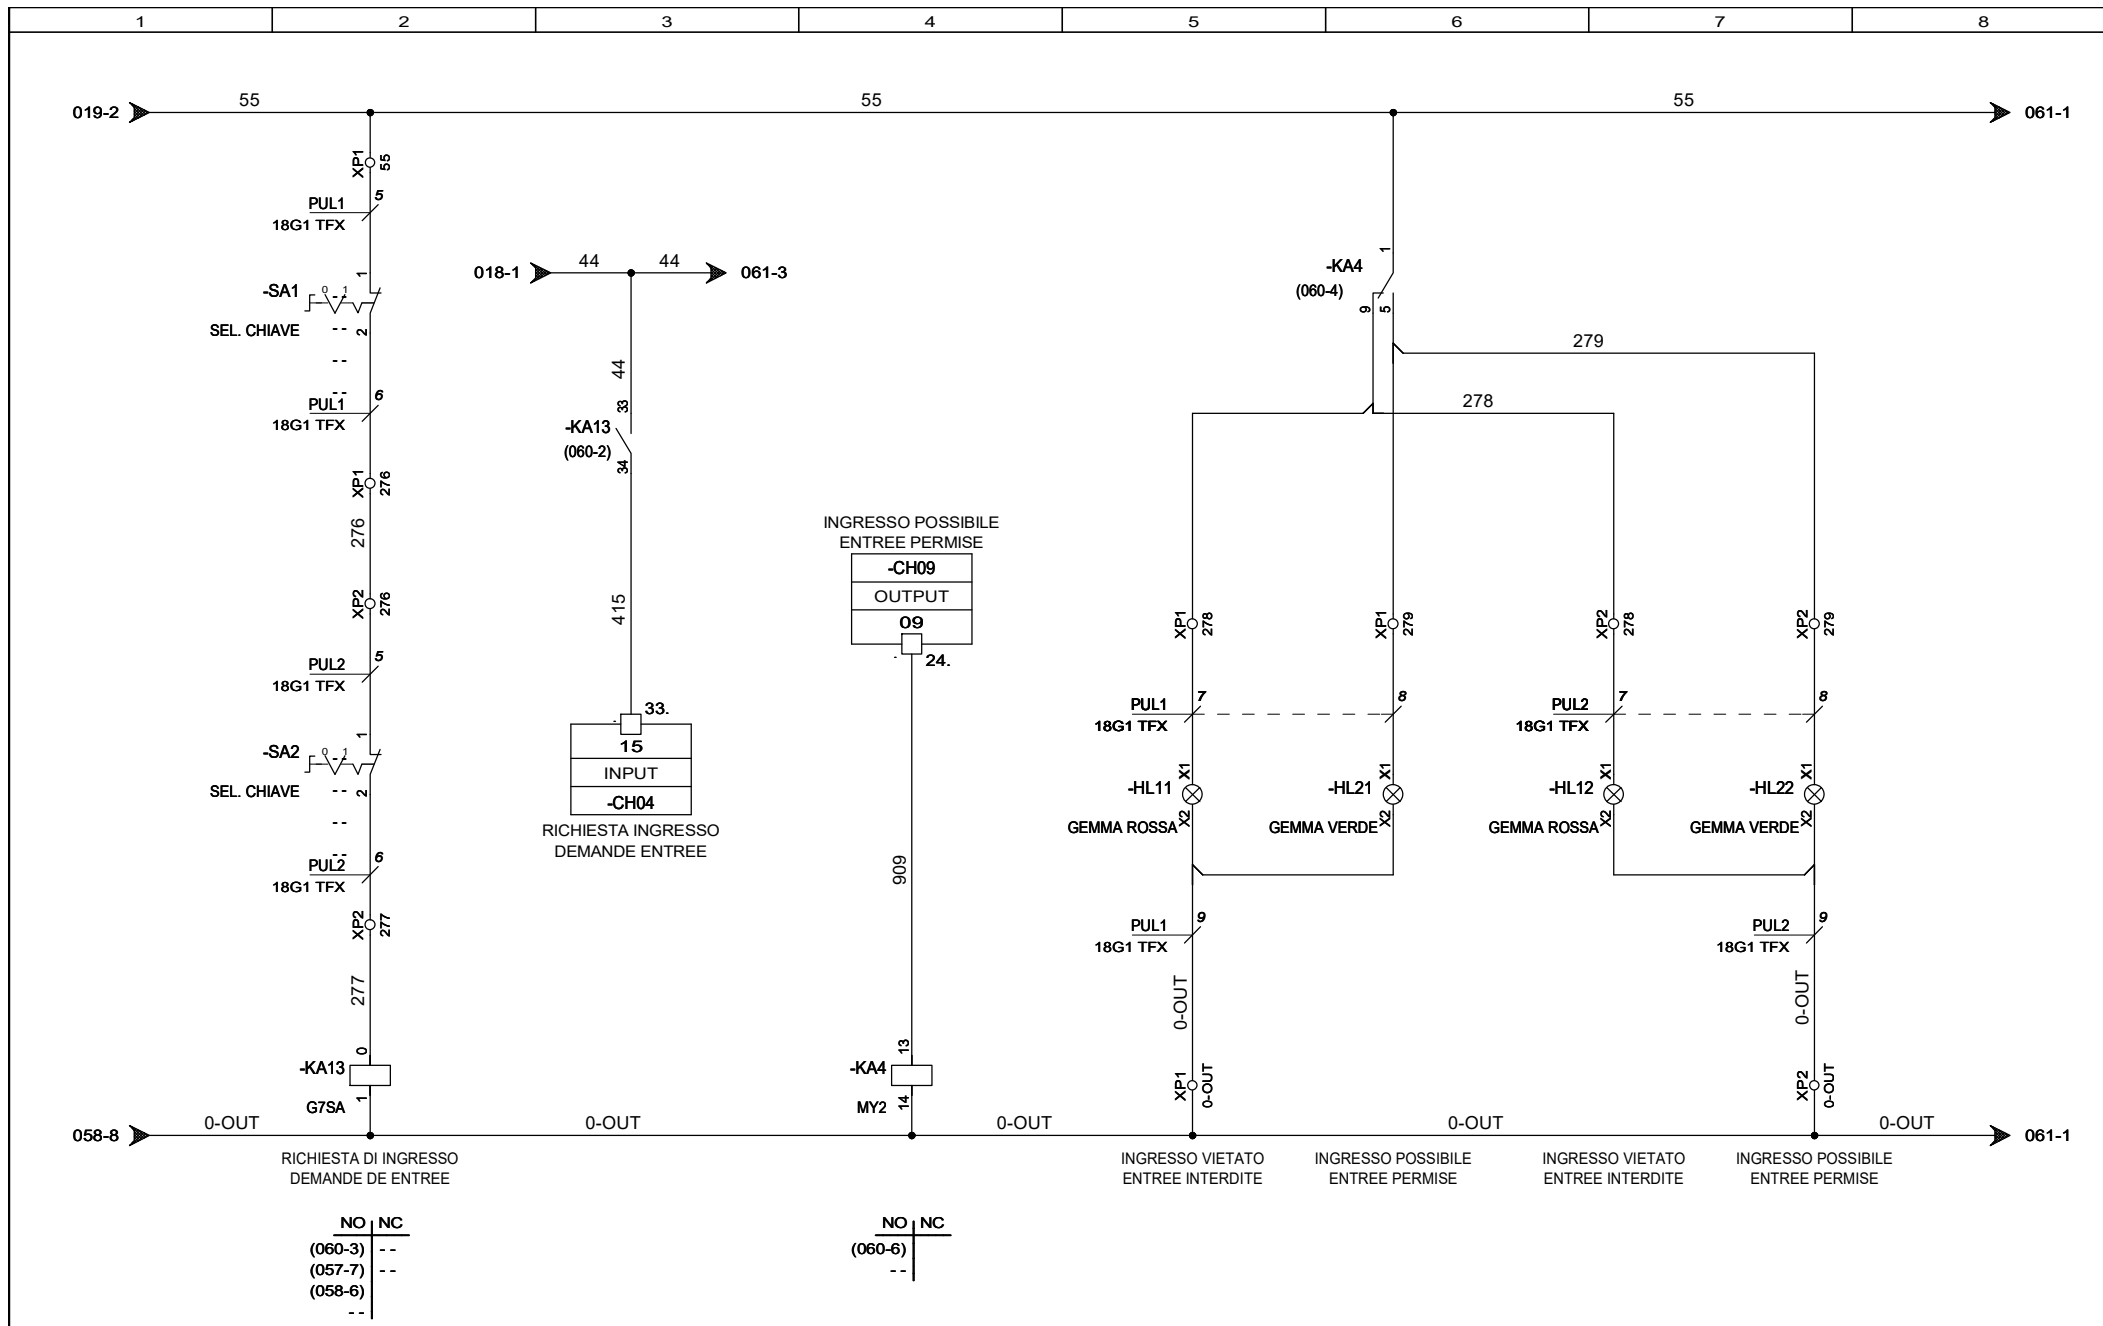 1 2 3 4 5 6 7 8
55 55 55
019-2 061-1
XP1 55
PUL1 5
18G1 TFX
1
-SA1 0 1
SEL. CHIAVE -- 2
--
--
PUL1 6
18G1 TFX
XP1 276
276
XP2 276
PUL2 5
18G1 TFX
1
-SA2 0 1
SEL. CHIAVE -- 2
--
--
PUL2 6
18G1 TFX
XP2 277
277
0
-KA13
G7SA 1
018-1 44 44 061-3
44
33
-KA13
(060-2)
34
415
33.
15
INPUT
-CH04
RICHIESTA INGRESSO
DEMANDE ENTREE
INGRESSO POSSIBILE
ENTREE PERMISE
-CH09
OUTPUT
09
24.
909
13
-KA4
MY2 14
1
-KA4
(060-4)
9 5
279
278
XP1 278
XP1 279
XP2 278
XP2 279
PUL1 7 8
18G1 TFX
PUL2 7 8
18G1 TFX
X1 X1 X1 X1
-HL11 -HL21 -HL12 -HL22
GEMMA ROSSA X2 GEMMA VERDE X2 GEMMA ROSSA X2 GEMMA VERDE X2
PUL1 9
18G1 TFX
PUL2 9
18G1 TFX
0-OUT 0-OUT
XP1 0-OUT
XP2 0-OUT
058-8 0-OUT 0-OUT 0-OUT 0-OUT 0-OUT 061-1
RICHIESTA DI INGRESSO
DEMANDE DE ENTREE
INGRESSO VIETATO
ENTREE INTERDITE
INGRESSO POSSIBILE
ENTREE PERMISE
INGRESSO VIETATO
ENTREE INTERDITE
INGRESSO POSSIBILE
ENTREE PERMISE
NO NC
(060-3) --
(057-7) --
(058-6)
--
NO NC
(060-6)
--